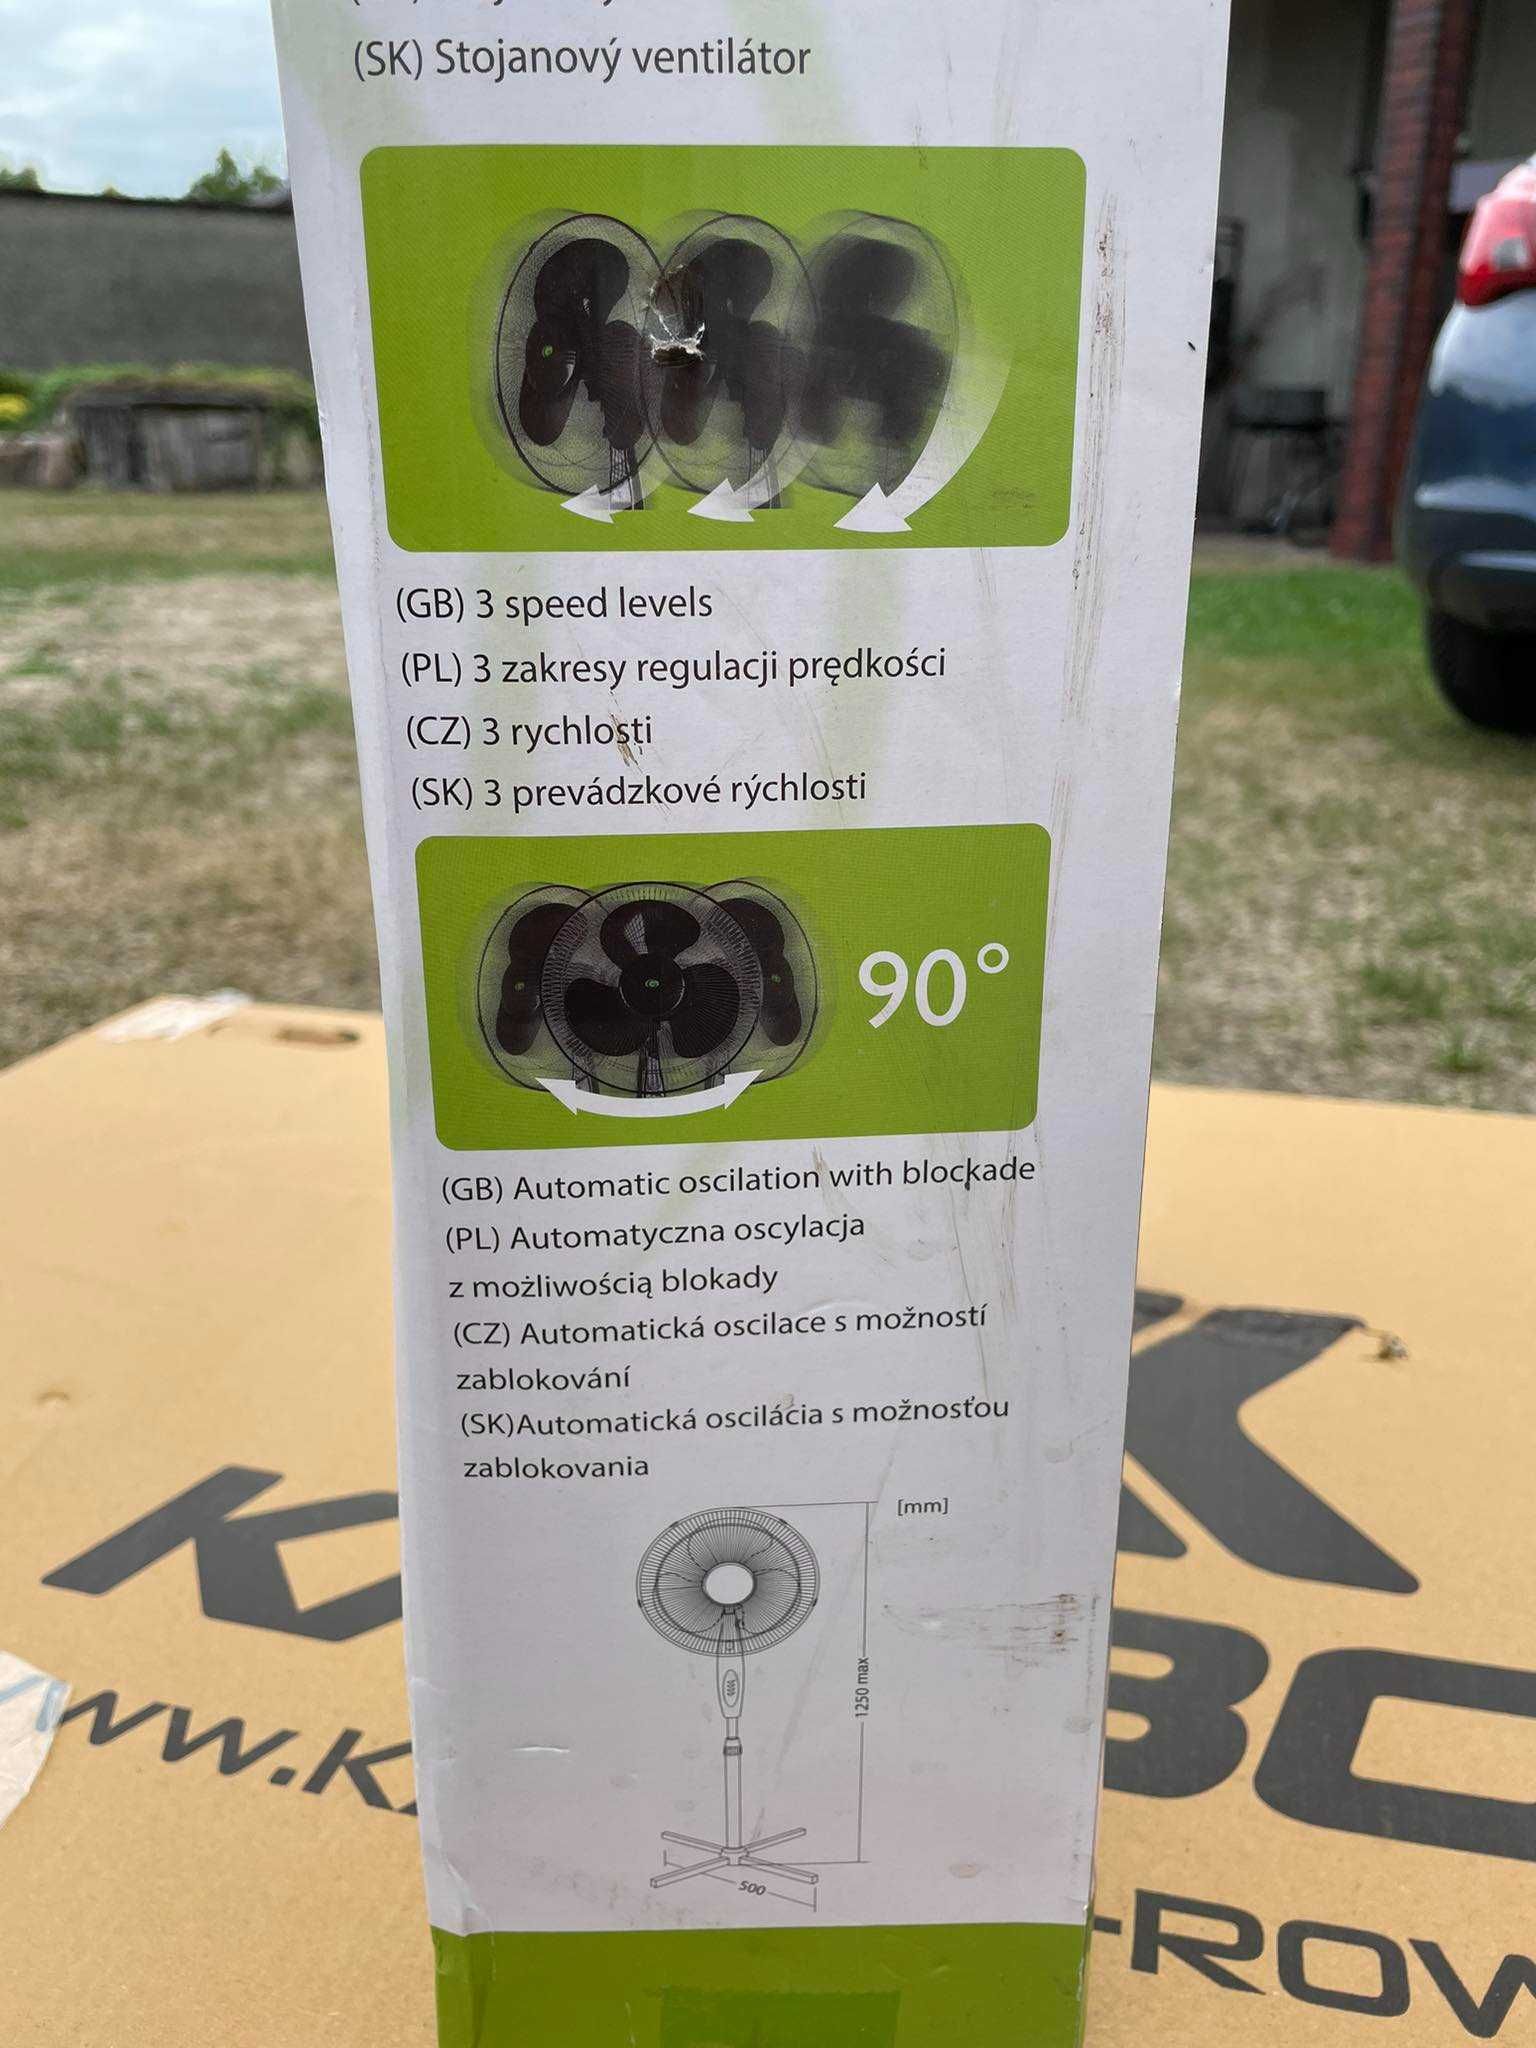 (SK) Stojanový ventilátor
(GB) 3 speed levels
(PL) 3 zakresy regulacji prędkości
(CZ) 3 rychlosti
(SK) 3 prevádzkové rýchlosti
90°
(GB) Automatic oscilation with blockade
(PL) Automatyczna oscylacja
z możliwością blokady
(CZ) Automatická oscilace s možností
zablokování
(SK)Automatická oscilácia s možnosťou
zablokovania
[mm]
1250 max
500